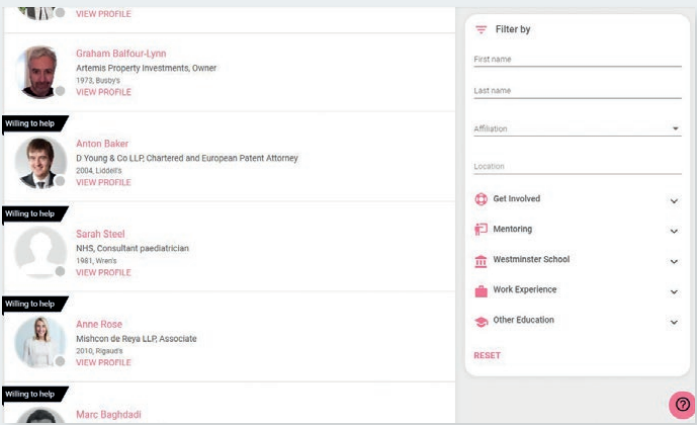 VIEW PROFILE
Graham Balfour-Lynn
Artemis Property Investments, Owner
1973, Busby's
VIEW PROFILE
Willing to help
Anton Baker
D Young & Co LLP, Chartered and European Patent Attorney
2004, Liddell's
VIEW PROFILE
Willing to help
Sarah Steel
NHS, Consultant paediatrician
1981, Wren's
VIEW PROFILE
Willing to help
Anne Rose
Mishcon de Reya LLP, Associate
2010, Rigaud's
VIEW PROFILE
Willing to help
Marc Baghdadi
Filter by
First name
Last name
Affiliation
Location
Get Involved
Mentoring
Westminster School
Work Experience
Other Education
RESET